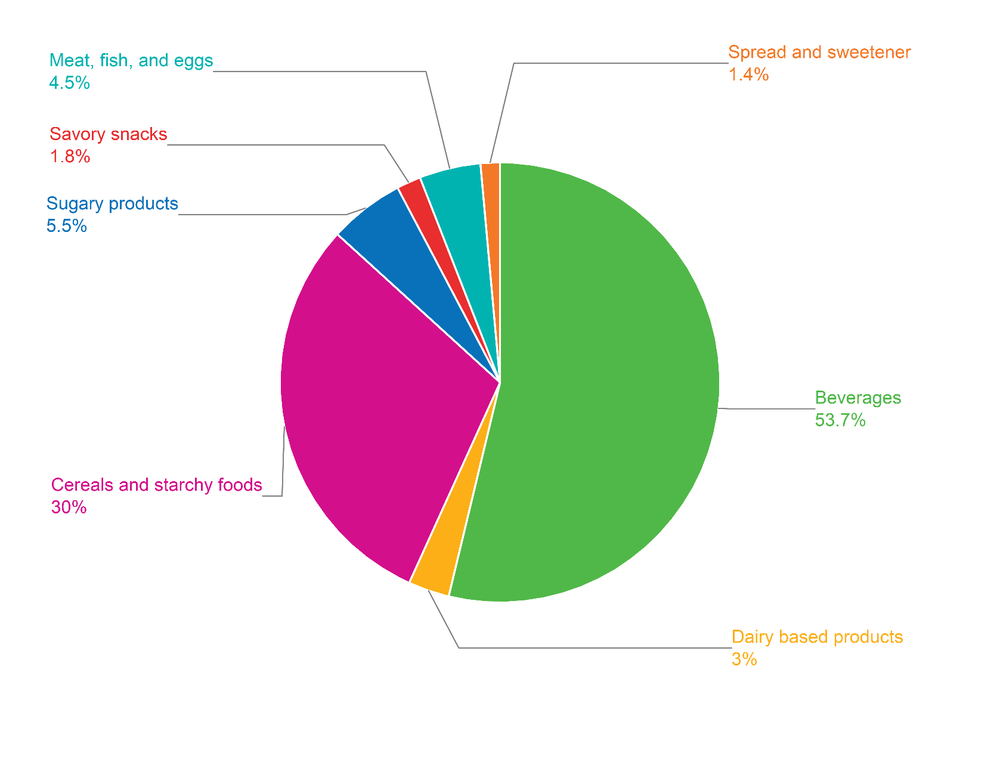 Meat, fish, and eggs
4.5%
Spread and sweetener
1.4%
Savory snacks
1.8%
Sugary products
5.5%
Beverages
53.7%
Cereals and starchy foods
30%
Dairy based products
3%